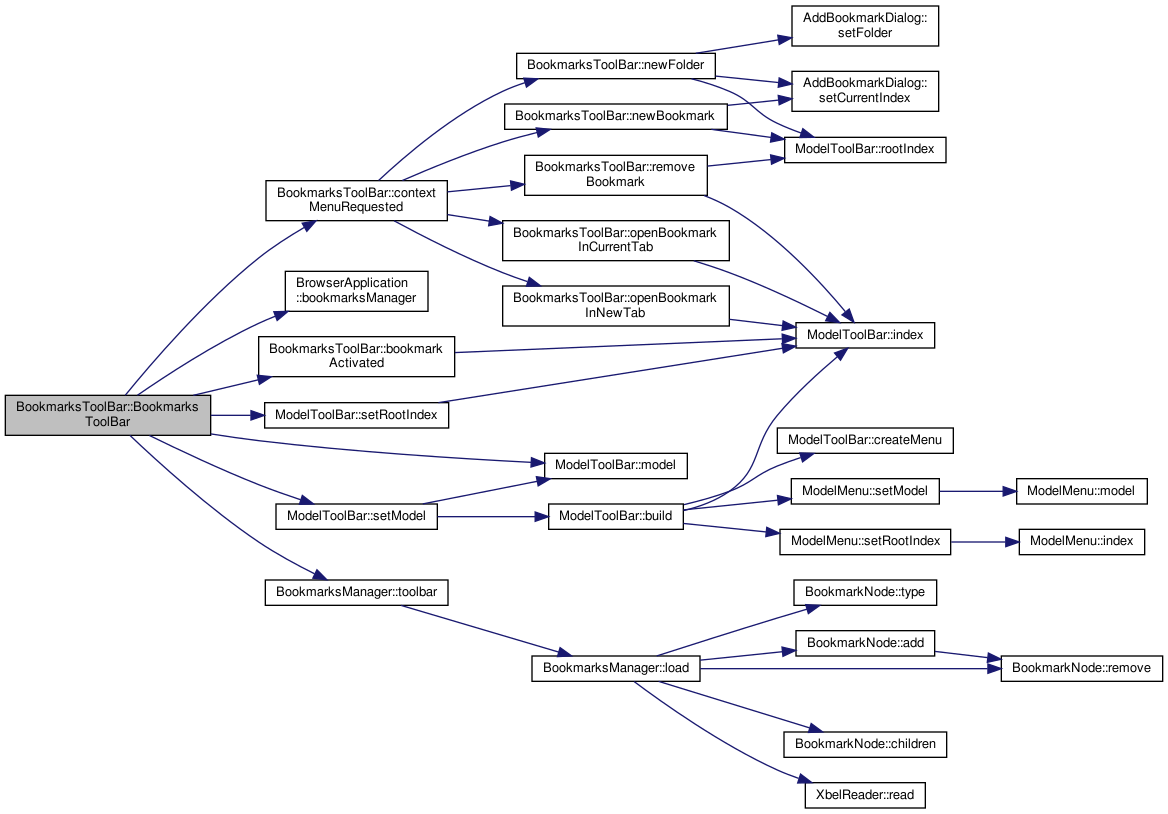 AddBookmarkDialog::
setFolder
BookmarksToolBar::newFolder
AddBookmarkDialog::
setCurrentIndex
BookmarksToolBar::newBookmark
ModelToolBar::rootIndex
BookmarksToolBar::remove
Bookmark
BookmarksToolBar::context
MenuRequested
BookmarksToolBar::openBookmark
InCurrentTab
BrowserApplication
::bookmarksManager
BookmarksToolBar::openBookmark
InNewTab
ModelToolBar::index
BookmarksToolBar::bookmark
Activated
BookmarksToolBar::Bookmarks
ToolBar
ModelToolBar::setRootIndex
ModelToolBar::createMenu
ModelToolBar::model
ModelMenu::setModel
ModelMenu::model
ModelToolBar::setModel
ModelToolBar::build
ModelMenu::setRootIndex
ModelMenu::index
BookmarksManager::toolbar
BookmarkNode::type
BookmarkNode::add
BookmarksManager::load
BookmarkNode::remove
BookmarkNode::children
XbelReader::read